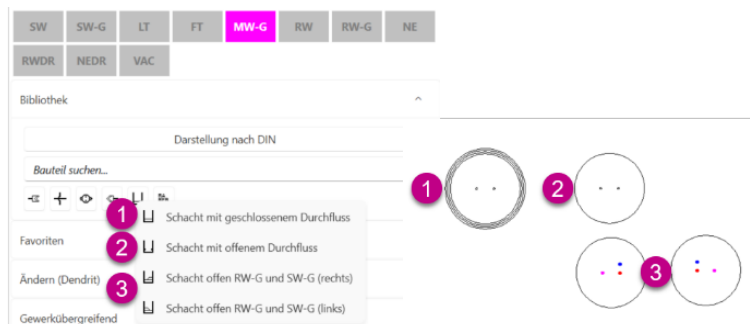 SW SW-G LT FT MW-G RW RW-G NE
RWDR NEDR VAC
Bibliothek
Darstellung nach DIN
Bauteil suchen...
1 Schacht mit geschlossenem Durchfluss
2 Schacht mit offenem Durchfluss
3 Schacht offen RW-G und SW-G (rechts)
Schacht offen RW-G und SW-G (links)
Favoriten
Ändern (Dendrit)
Gewerkübergreifend
1 2
3